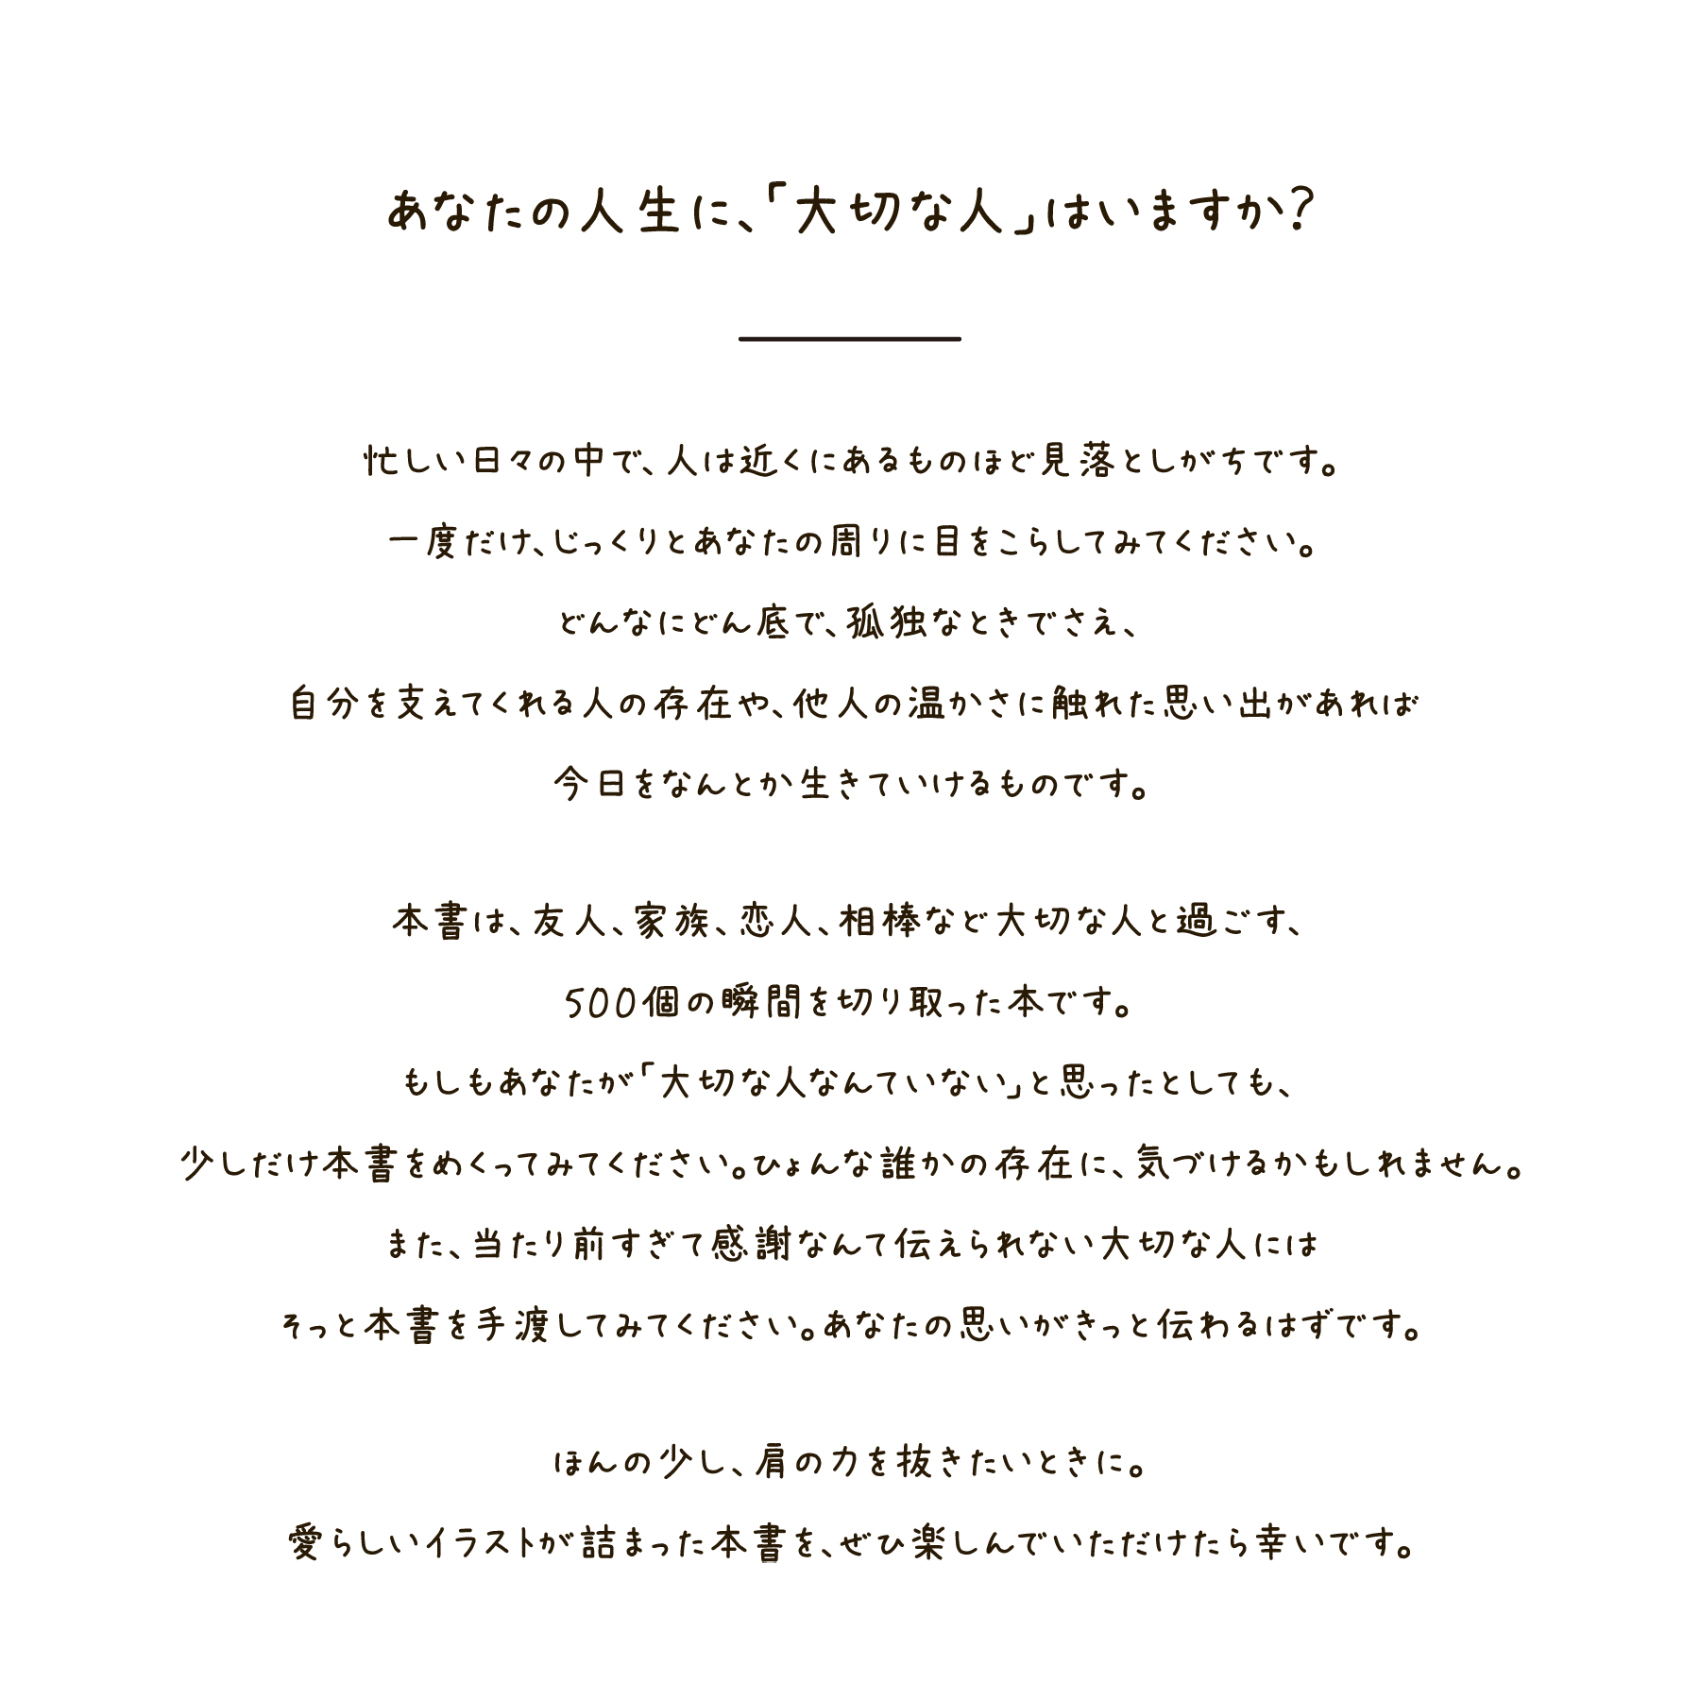 あなたの人生に、「大切な人」はいますか？
忙しい日々の中で、人は近くにあるものほど見落としがちです。
一度だけ、じっくりとあなたの周りに目をこらしてみてください。
どんなにどん底で、孤独なときでさえ、
自分を支えてくれる人の存在や、他人の温かさに触れた思い出があれば
今日をなんとか生きていけるものです。
本書は、友人、家族、恋人、相棒など大切な人と過ごす、
500個の瞬間を切り取った本です。
もしもあなたが「大切な人なんていない」と思ったとしても、
少しだけ本書をめくってみてください。ひょんな誰かの存在に、気づけるかもしれません。
また、当たり前すぎて感謝なんて伝えられない大切な人には
そっと本書を手渡してみてください。あなたの思いがきっと伝わるはずです。
ほんの少し、肩の力を抜きたいときに。
愛らしいイラストが詰まった本書を、ぜひ楽しんでいただけたら幸いです。